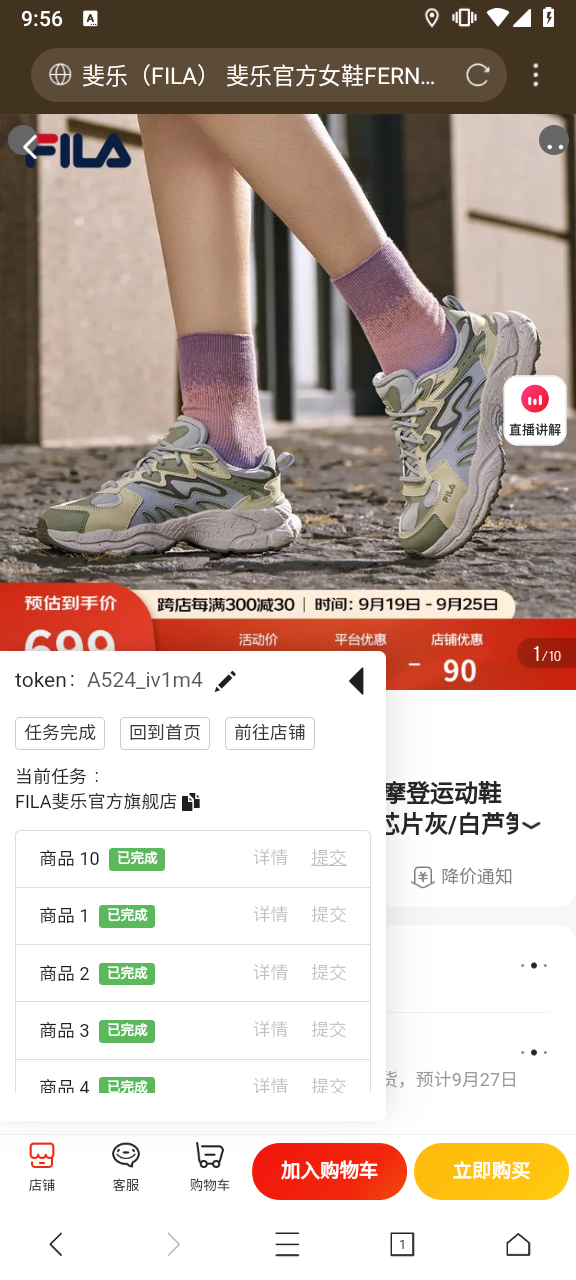 9:56 A
斐乐（FILA） 斐乐官方女鞋FERN...
FILA
FILA
直播讲解
预估到手价
跨店每满300减30 | 时间：9月19日 - 9月25日
699
活动价 平台优惠 店铺优惠
- 90
1/10
token： A524_iv1m4
任务完成 回到首页 前往店铺
当前任务：
FILA斐乐官方旗舰店
摩登运动鞋
芯片灰/白芦
降价通知
商品 10 已完成 详情 提交
商品 1 已完成 详情 提交
商品 2 已完成 详情 提交
商品 3 已完成 详情 提交
商品 4 已完成 详情 提交
货，预计9月27日
店铺 客服 购物车 加入购物车 立即购买
1